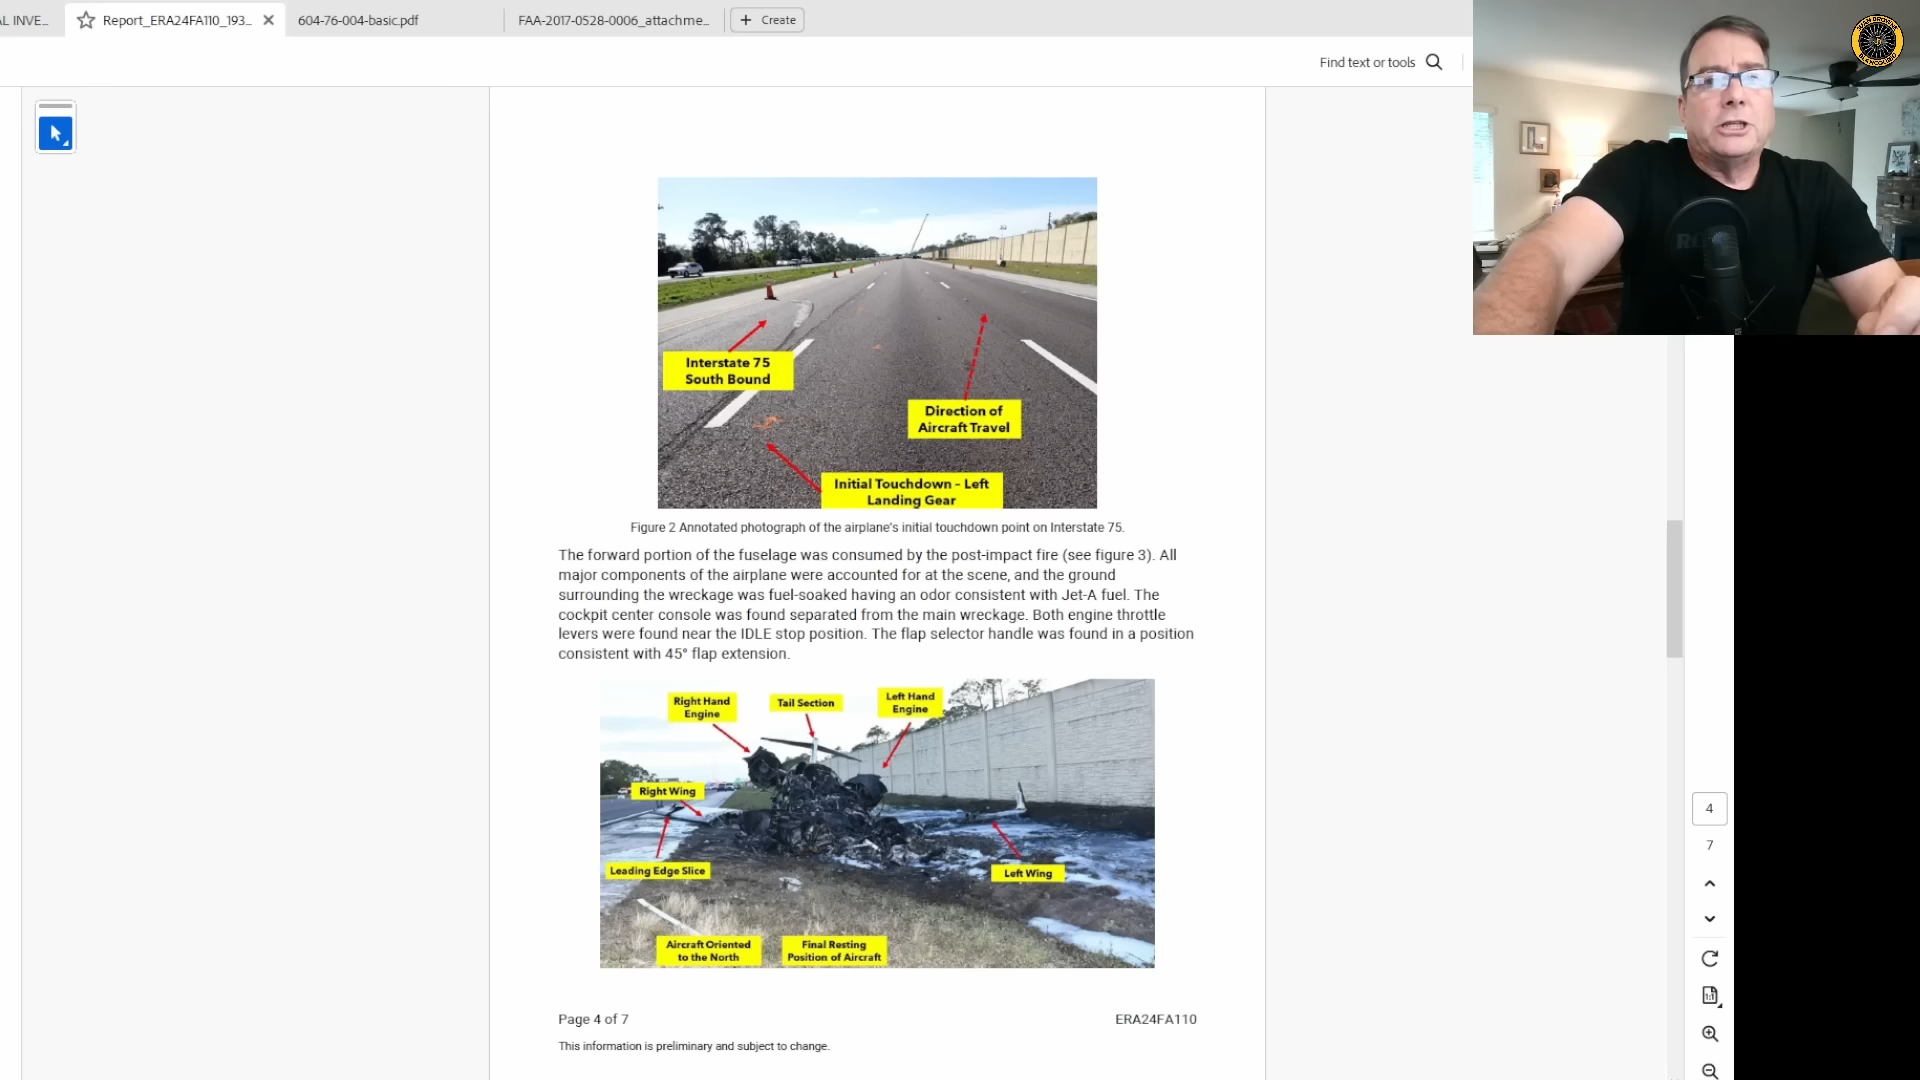 AL INVE...
Report_ERA24FA110_193...
604-76-004-basic.pdf
FAA-2017-0528-0006_attachme...
Create
Find text or tools
Interstate 75
South Bound
Direction of
Aircraft Travel
Initial Touchdown - Left
Landing Gear
Figure 2 Annotated photograph of the airplane's initial touchdown point on Interstate 75.
The forward portion of the fuselage was consumed by the post-impact fire (see figure 3). All
major components of the airplane were accounted for at the scene, and the ground
surrounding the wreckage was fuel-soaked having an odor consistent with Jet-A fuel. The
cockpit center console was found separated from the main wreckage. Both engine throttle
levers were found near the IDLE stop position. The flap selector handle was found in a position
consistent with 45° flap extension.
Right Hand
Engine
Tail Section
Left Hand
Engine
Right Wing
Leading Edge Slice
Left Wing
Aircraft Oriented
to the North
Final Resting
Position of Aircraft
Page 4 of 7
ERA24FA110
This information is preliminary and subject to change.
4
7
1:1